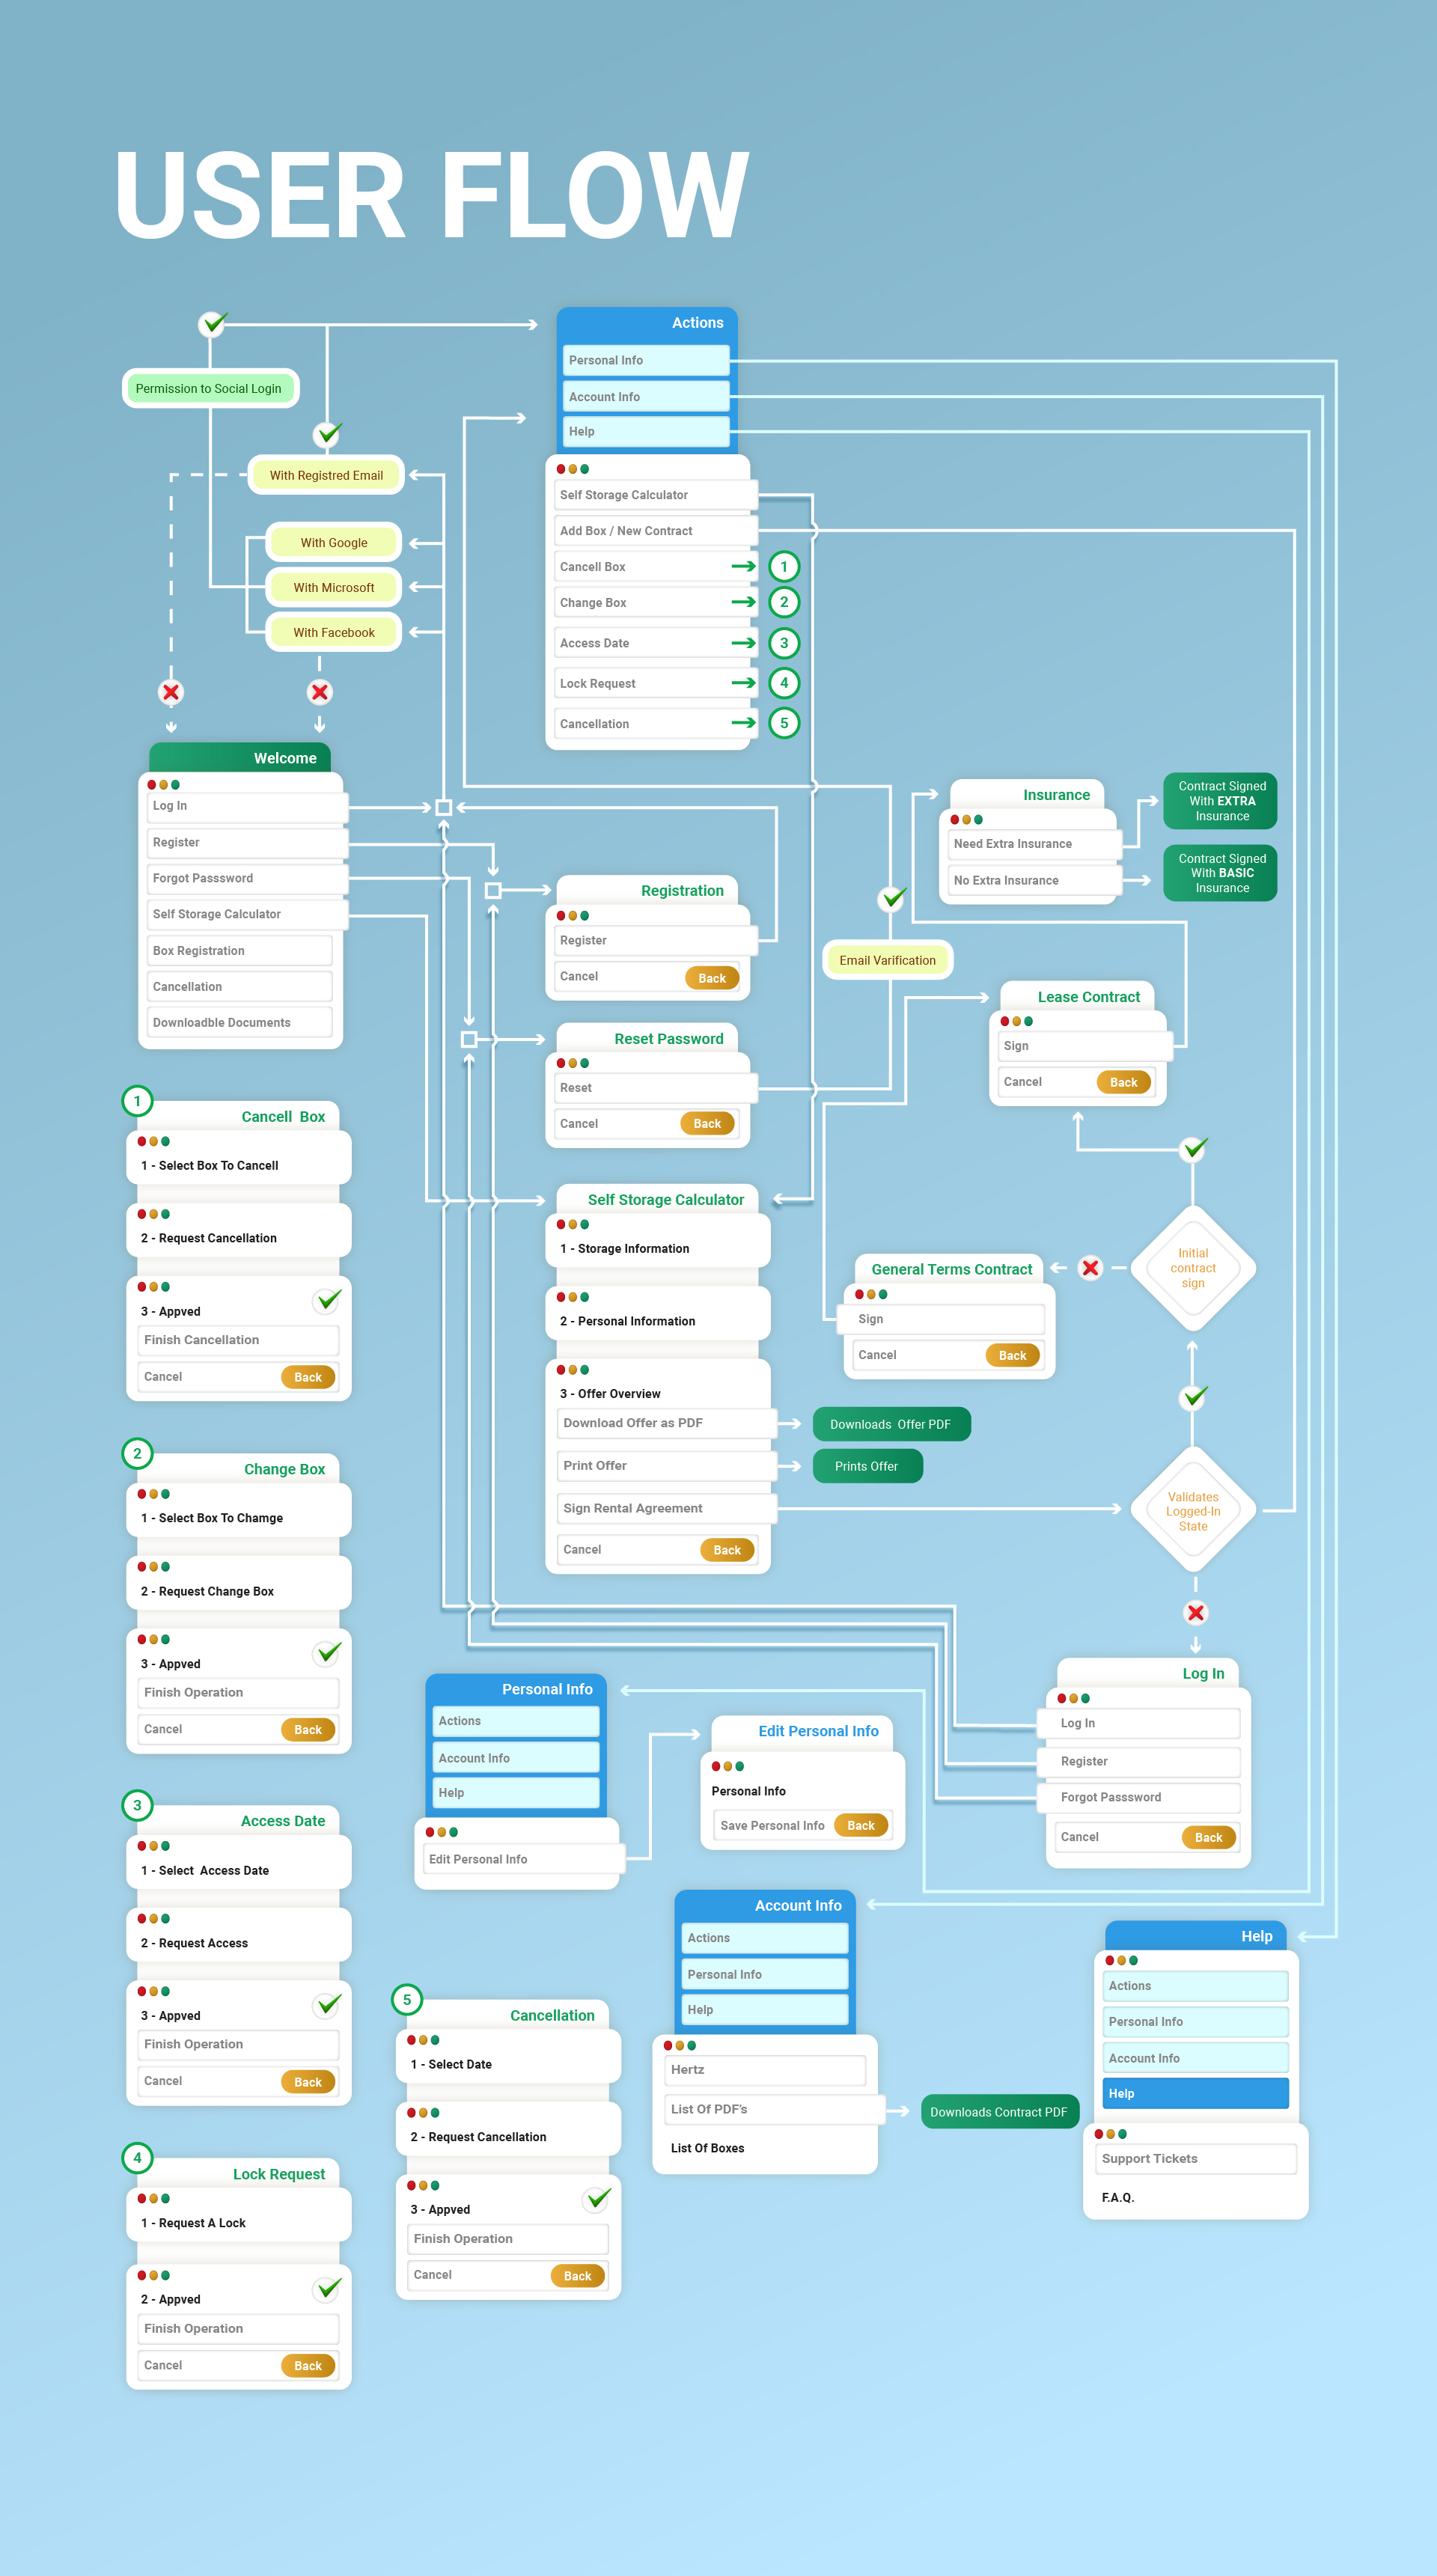 USER FLOW
Actions
Personal Info
Account Info
Help
Self Storage Calculator
Add Box / New Contract
Cancell Box
1
Change Box
2
Access Date
3
Lock Request
4
Cancellation
5
Permission to Social Login
With Registred Email
With Google
With Microsoft
With Facebook
Welcome
Log In
Register
Forgot Passsword
Self Storage Calculator
Box Registration
Cancellation
Downloadble Documents
Registration
Register
Cancel
Back
Reset Password
Reset
Cancel
Back
Email Varification
Insurance
Need Extra Insurance
No Extra Insurance
Contract Signed
With EXTRA
Insurance
Contract Signed
With BASIC
Insurance
Lease Contract
Sign
Cancel
Back
Self Storage Calculator
1 - Storage Information
2 - Personal Information
3 - Offer Overview
Download Offer as PDF
Downloads Offer PDF
Print Offer
Prints Offer
Sign Rental Agreement
Cancel
Back
General Terms Contract
Sign
Cancel
Back
Initial
contract
sign
Validates
Logged-In
State
Log In
Log In
Register
Forgot Passsword
Cancel
Back
1
Cancell Box
1 - Select Box To Cancell
2 - Request Cancellation
3 - Appved
Finish Cancellation
Cancel
Back
2
Change Box
1 - Select Box To Chamge
2 - Request Change Box
3 - Appved
Finish Operation
Cancel
Back
3
Access Date
1 - Select Access Date
2 - Request Access
3 - Appved
Finish Operation
Cancel
Back
4
Lock Request
1 - Request A Lock
2 - Appved
Finish Operation
Cancel
Back
Personal Info
Actions
Account Info
Help
Edit Personal Info
Edit Personal Info
Personal Info
Save Personal Info
Back
5
Cancellation
1 - Select Date
2 - Request Cancellation
3 - Appved
Finish Operation
Cancel
Back
Account Info
Actions
Personal Info
Help
Hertz
List Of PDF's
Downloads Contract PDF
List Of Boxes
Help
Actions
Personal Info
Account Info
Help
Support Tickets
F.A.Q.